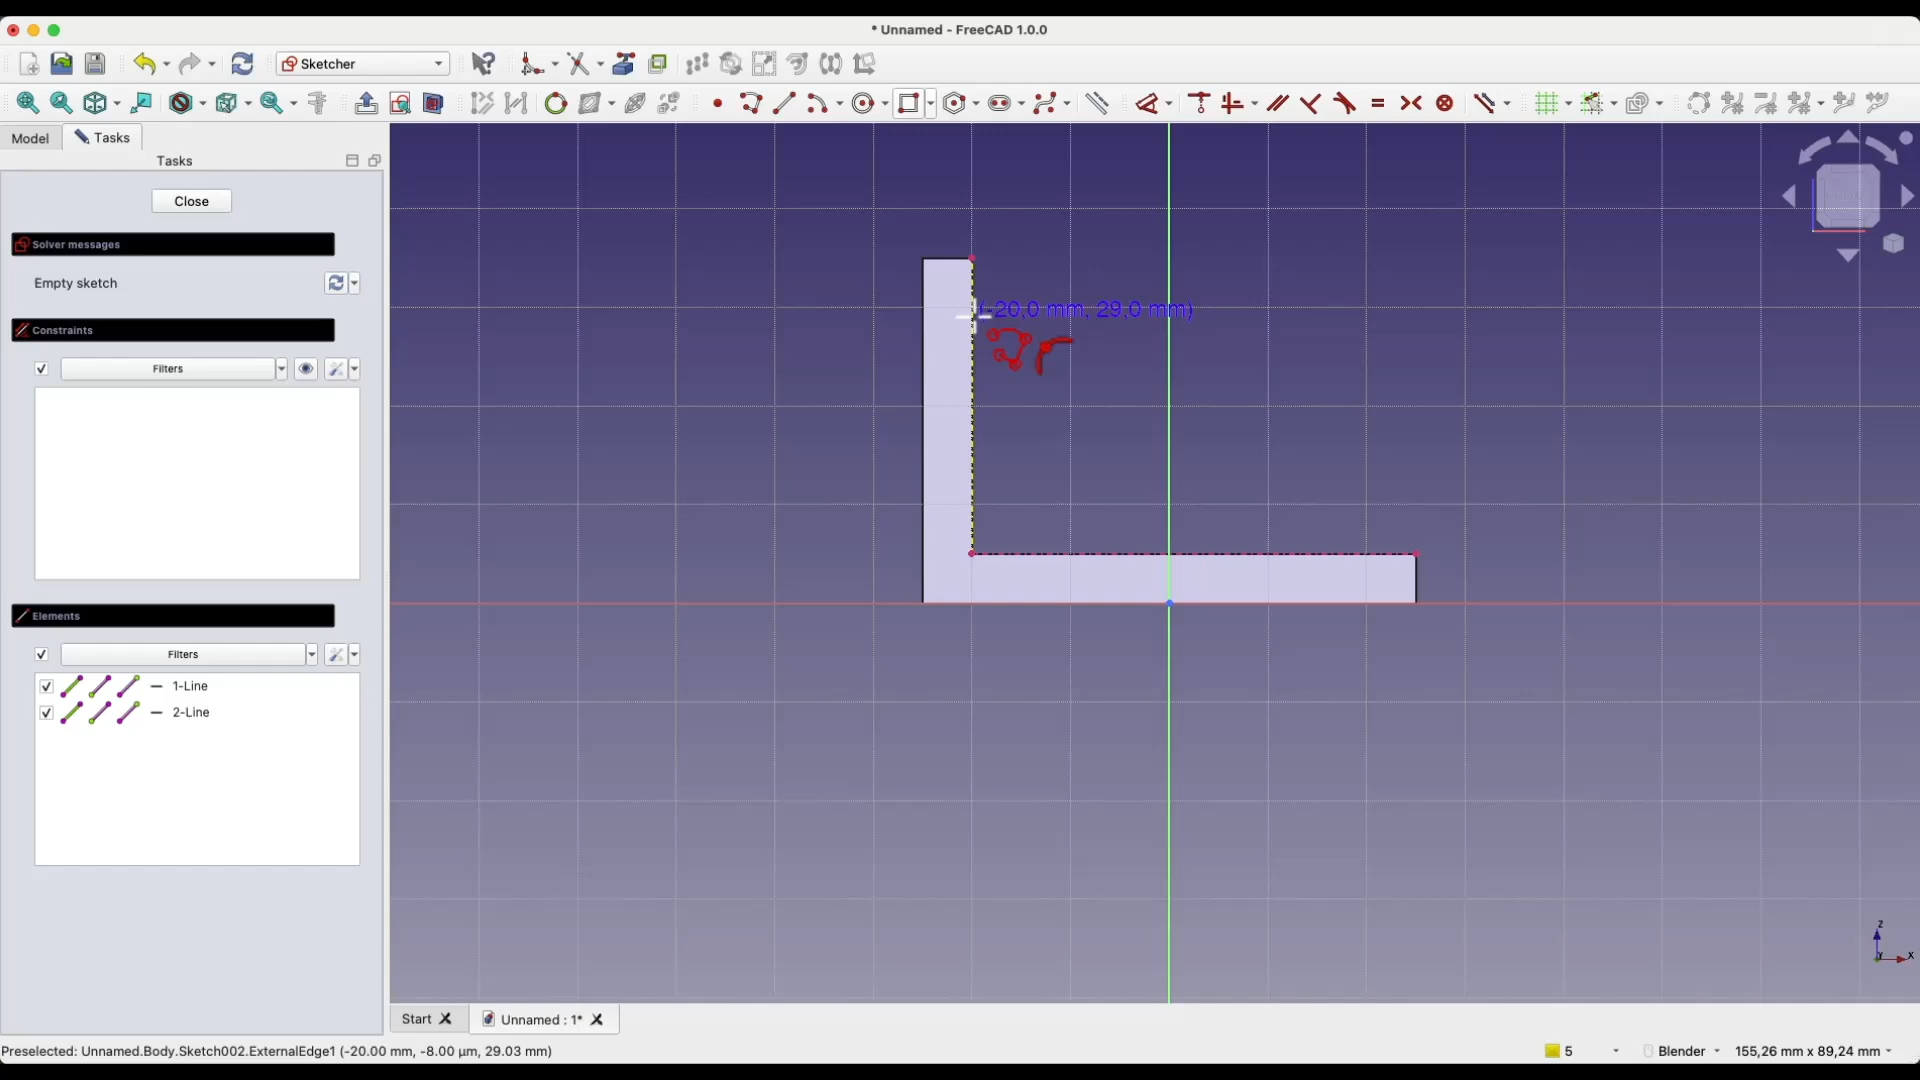 * Unnamed - FreeCAD 1.0.0
Sketcher
Model
Tasks
Tasks
Close
Solver messages
Empty sketch
Constraints
Filters
Elements
Filters
1-Line
2-Line
(-20,0 mm, 29,0 mm)
z
Y
x
Start
Unnamed : 1*
Preselected: Unnamed.Body.Sketch002.ExternalEdge1 (-20.00 mm, -8.00 µm, 29.03 mm)
5
Blender
155,26 mm x 89,24 mm